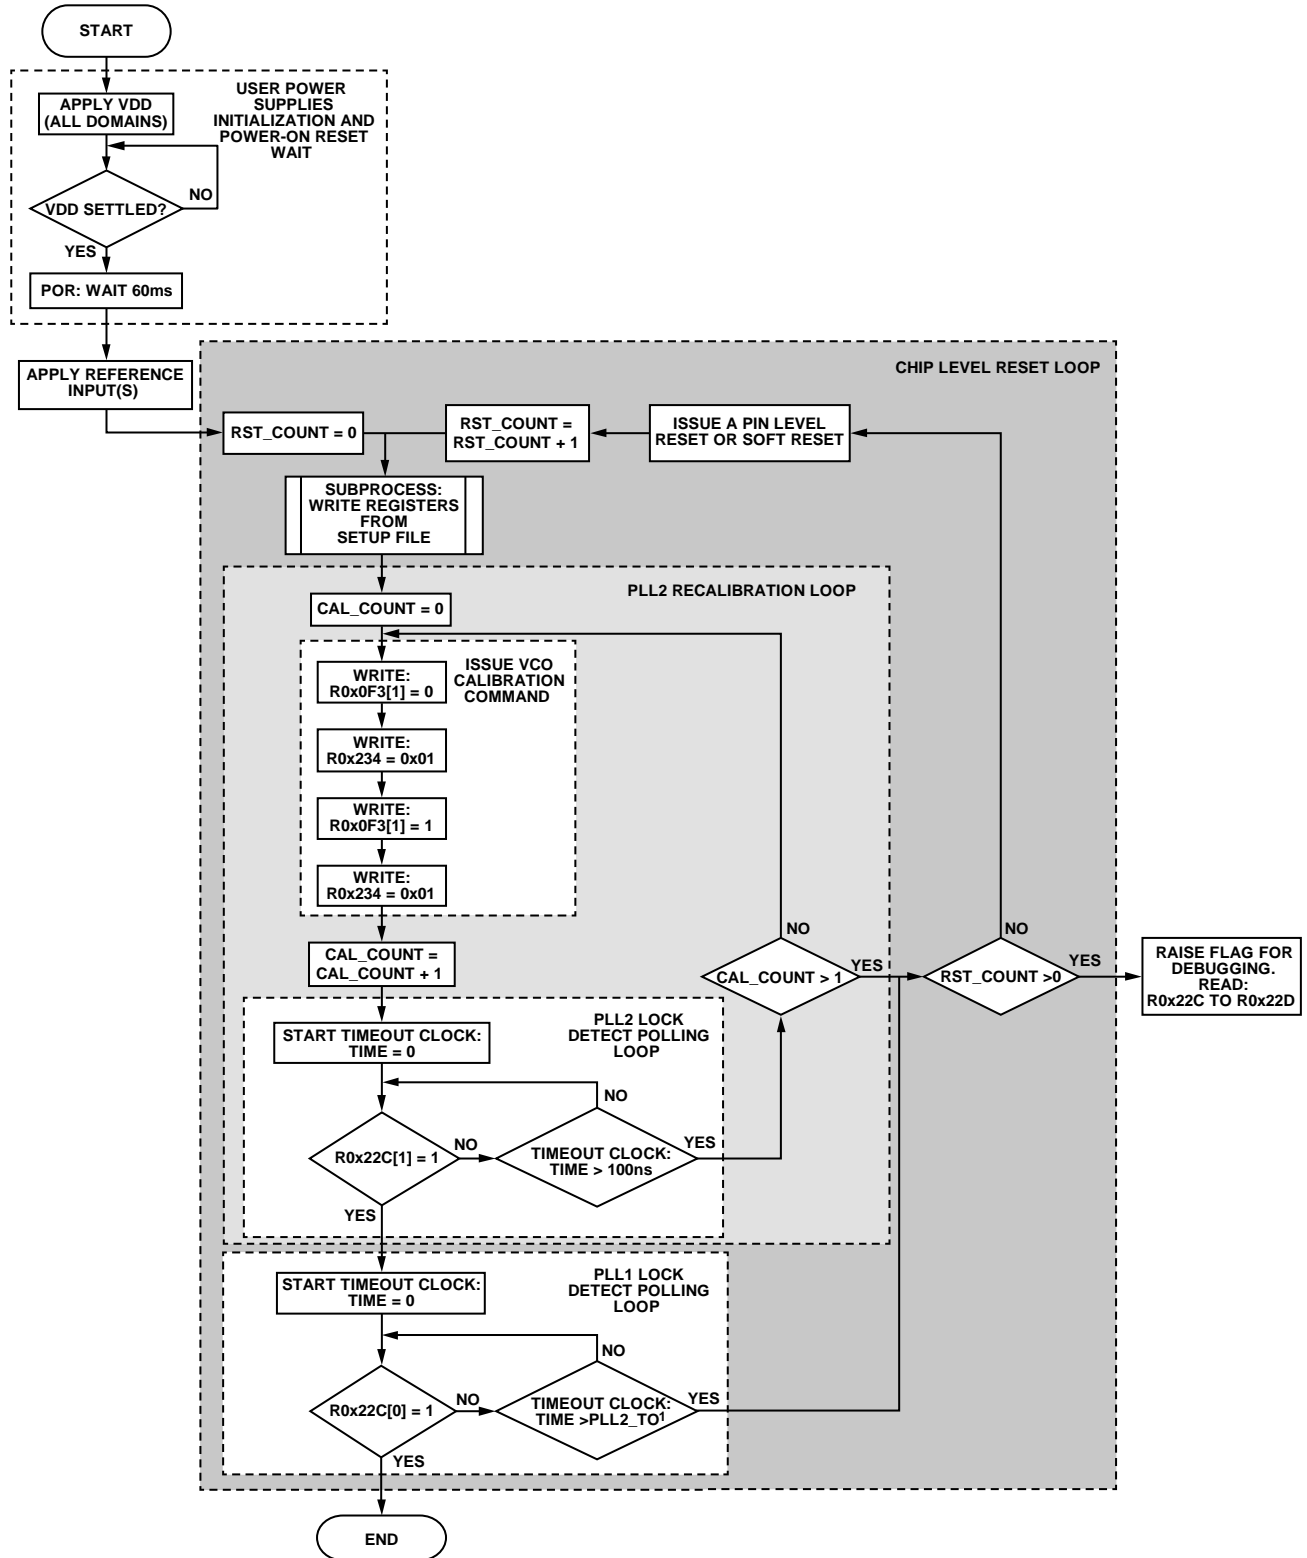 START
USER POWER
SUPPLIES
INITIALIZATION AND
POWER-ON RESET
WAIT
APPLY VDD
(ALL DOMAINS)
NO
VDD SETTLED?
YES
POR: WAIT 60ms
APPLY REFERENCE
INPUT(S)
CHIP LEVEL RESET LOOP
RST_COUNT = 0
RST_COUNT =
RST_COUNT + 1
ISSUE A PIN LEVEL
RESET OR SOFT RESET
SUBPROCESS:
WRITE REGISTERS
FROM
SETUP FILE
PLL2 RECALIBRATION LOOP
CAL_COUNT = 0
ISSUE VCO
CALIBRATION
COMMAND
WRITE:
R0x0F3[1] = 0
WRITE:
R0x234 = 0x01
WRITE:
R0x0F3[1] = 1
WRITE:
R0x234 = 0x01
CAL_COUNT =
CAL_COUNT + 1
NO
CAL_COUNT > 1
YES
NO
RST_COUNT >0
YES
RAISE FLAG FOR
DEBUGGING.
READ:
R0x22C TO R0x22D
PLL2 LOCK
DETECT POLLING
LOOP
START TIMEOUT CLOCK:
TIME = 0
NO
R0x22C[1] = 1
NO
TIMEOUT CLOCK:
TIME > 100ns
YES
YES
PLL1 LOCK
DETECT POLLING
LOOP
START TIMEOUT CLOCK:
TIME = 0
NO
R0x22C[0] = 1
NO
TIMEOUT CLOCK:
TIME >PLL2_TO¹
YES
YES
END